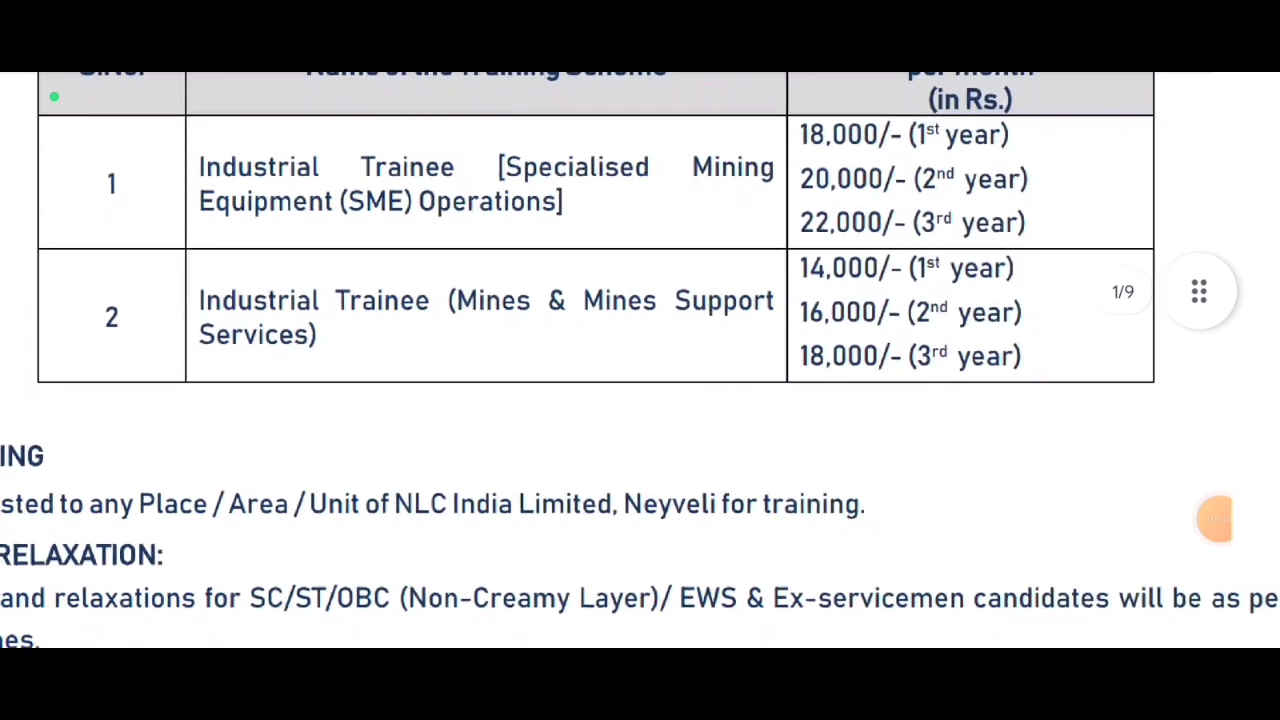 per month
(in Rs.)
1
Industrial Trainee [Specialised Mining
Equipment (SME) Operations]
18,000/- (1st year)
20,000/- (2nd year)
22,000/- (3rd year)
2
Industrial Trainee (Mines & Mines Support
Services)
14,000/- (1st year)
16,000/- (2nd year)
18,000/- (3rd year)
1/9
ING
sted to any Place / Area / Unit of NLC India Limited, Neyveli for training.
RELAXATION:
and relaxations for SC/ST/OBC (Non-Creamy Layer)/ EWS & Ex-servicemen candidates will be as pe
nes.